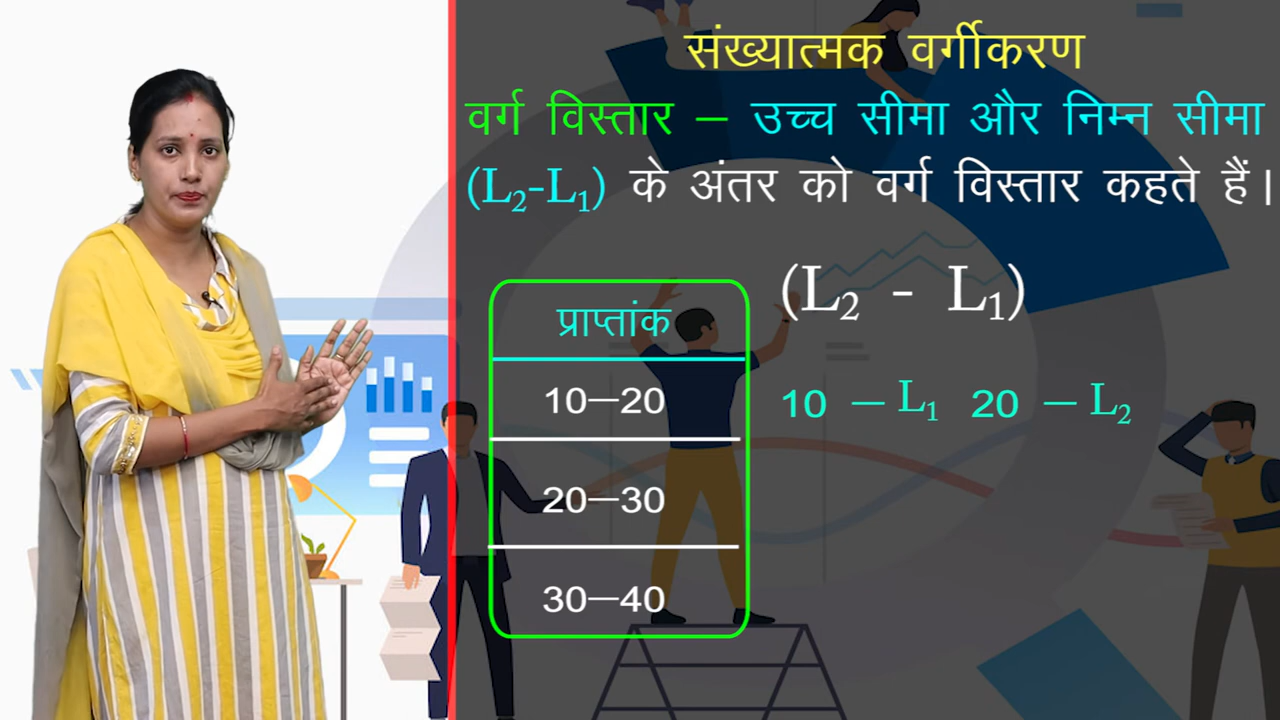 संख्यात्मक वर्गीकरण
वर्ग विस्तार – उच्च सीमा और निम्न सीमा
(L₂-L₁) के अंतर को वर्ग विस्तार कहते हैं।
(L₂ - L₁)
प्राप्तांक
10–20
10 – L₁ 20 – L₂
20–30
30–40